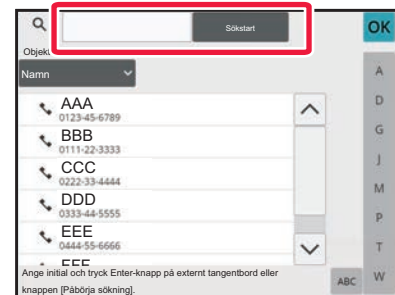 Sökstart
OK
Objekt
Namn
A
AAA
0123-45-6789
D
BBB
0111-22-3333
G
CCC
0222-33-4444
J
DDD
0333-44-5555
M
EEE
0444-55-6666
P
FFF
T
Ange initial och tryck Enter-knapp på externt tangentbord eller
knappen [Påbörja sökning].
ABC
W